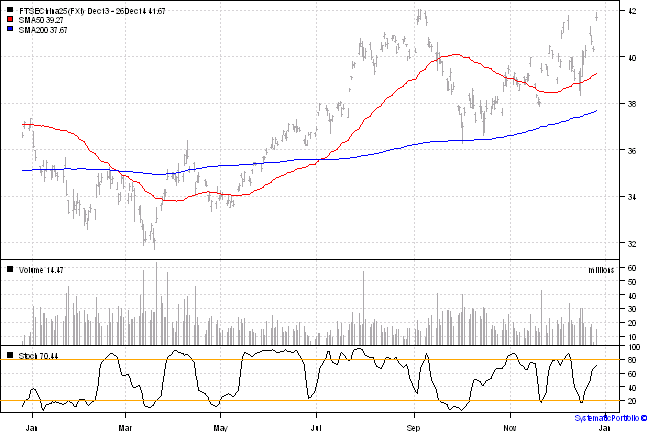 FTSEChina25(FXI) Dec13 - 26Dec14 41.67
SMA50 39.27
SMA200 37.67
42
40
38
36
34
32
Volume 14.47
millions
60
50
40
30
20
10
Stoch 70.44
100
80
60
40
20
Jan Mar May Jul Sep Nov Jan
SystematicPortfolio ©